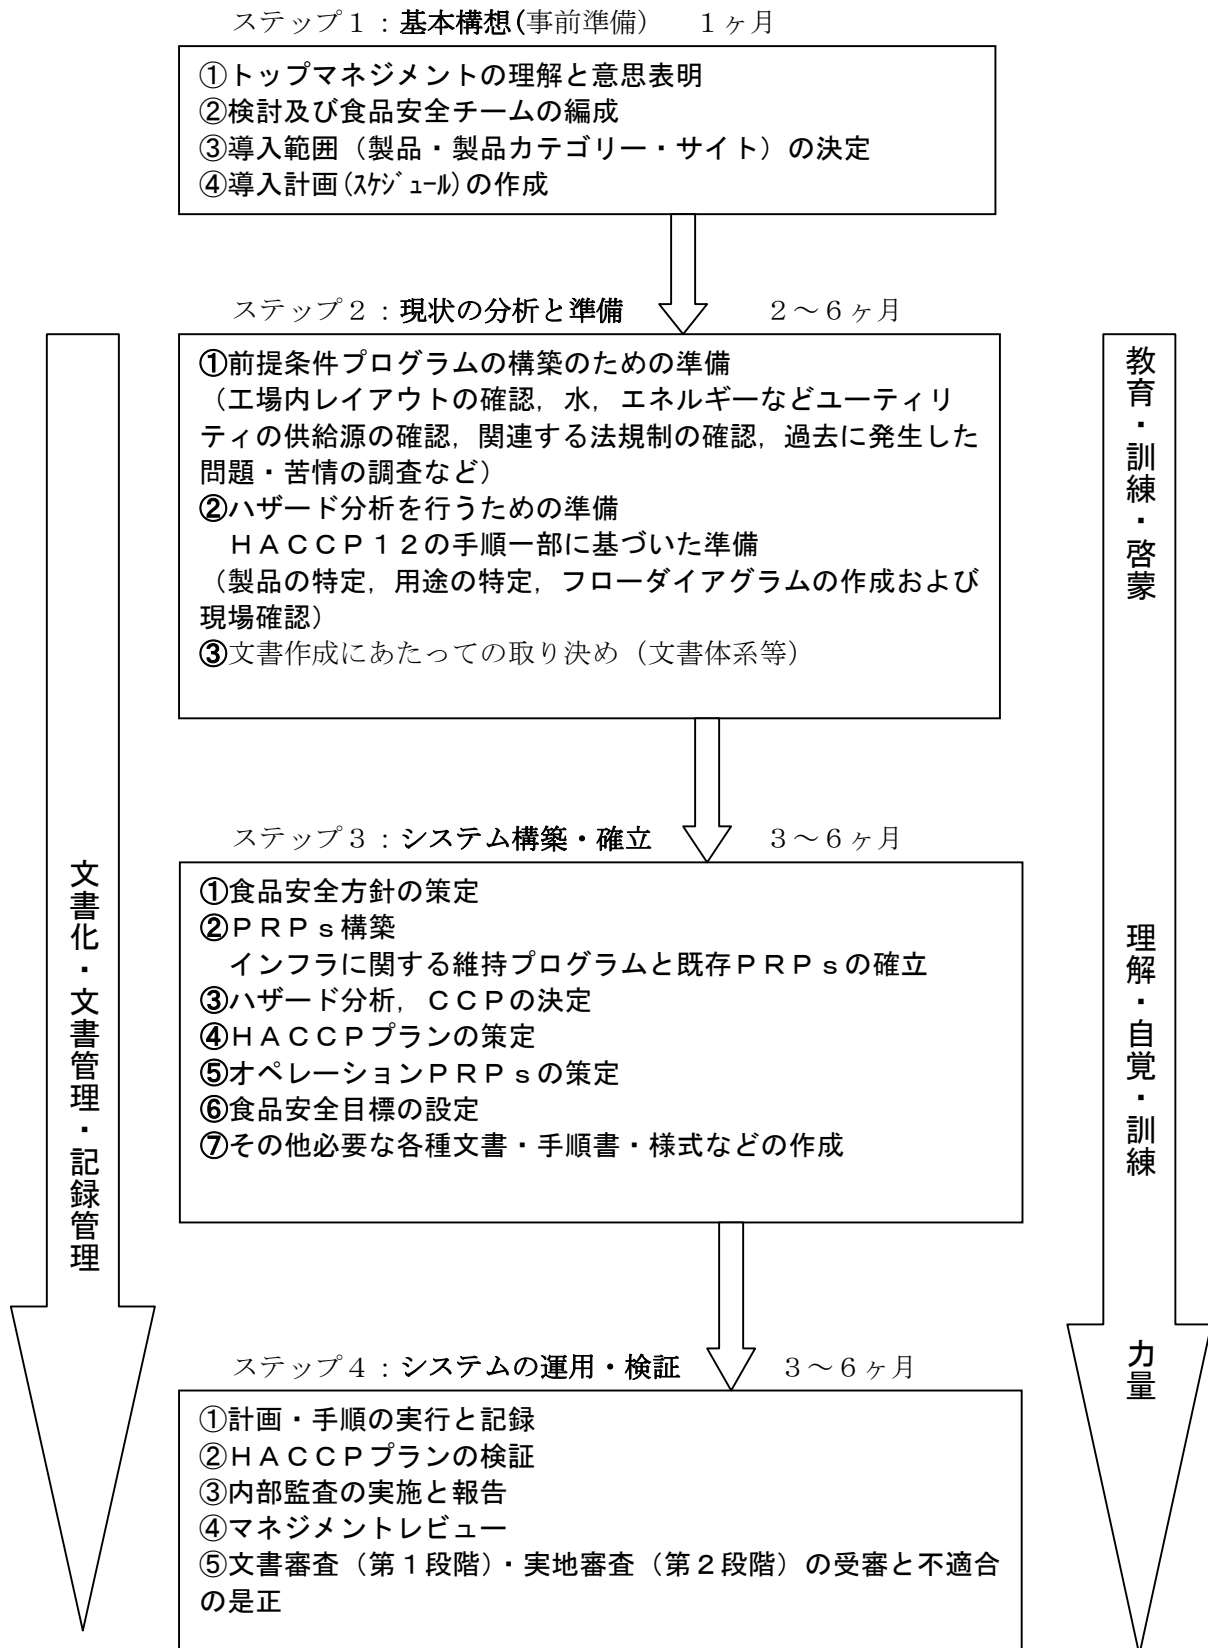 ステップ１：基本構想(事前準備)　１ヶ月
①トップマネジメントの理解と意思表明
②検討及び食品安全チームの編成
③導入範囲（製品・製品カテゴリー・サイト）の決定
④導入計画(ｽｹｼﾞｭｰﾙ)の作成
ステップ２：現状の分析と準備　２～６ヶ月
①前提条件プログラムの構築のための準備
（工場内レイアウトの確認，水，エネルギーなどユーティリ
ティの供給源の確認，関連する法規制の確認，過去に発生した
問題・苦情の調査など）
②ハザード分析を行うための準備
ＨＡＣＣＰ１２の手順一部に基づいた準備
（製品の特定，用途の特定，フローダイアグラムの作成および
現場確認）
③文書作成にあたっての取り決め（文書体系等）
ステップ３：システム構築・確立　３～６ヶ月
①食品安全方針の策定
②ＰＲＰｓ構築
インフラに関する維持プログラムと既存ＰＲＰｓの確立
③ハザード分析，ＣＣＰの決定
④ＨＡＣＣＰプランの策定
⑤オペレーションＰＲＰｓの策定
⑥食品安全目標の設定
⑦その他必要な各種文書・手順書・様式などの作成
ステップ４：システムの運用・検証　３～６ヶ月
①計画・手順の実行と記録
②ＨＡＣＣＰプランの検証
③内部監査の実施と報告
④マネジメントレビュー
⑤文書審査（第１段階）・実地審査（第２段階）の受審と不適合
の是正
文書化・文書管理・記録管理
教育・訓練・啓蒙
理解・自覚・訓練
力量